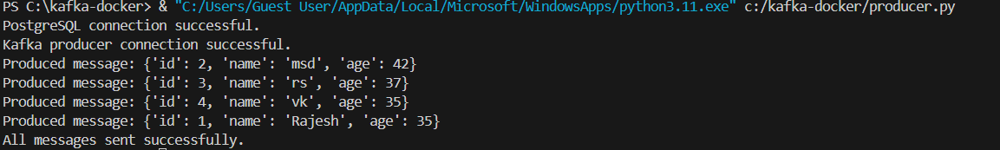 PS C:\kafka-docker> & "C:/Users/Guest User/AppData/Local/Microsoft/WindowsApps/python3.11.exe" c:/kafka-docker/producer.py
PostgreSQL connection successful.
Kafka producer connection successful.
Produced message: {'id': 2, 'name': 'msd', 'age': 42}
Produced message: {'id': 3, 'name': 'rs', 'age': 37}
Produced message: {'id': 4, 'name': 'vk', 'age': 35}
Produced message: {'id': 1, 'name': 'Rajesh', 'age': 35}
All messages sent successfully.